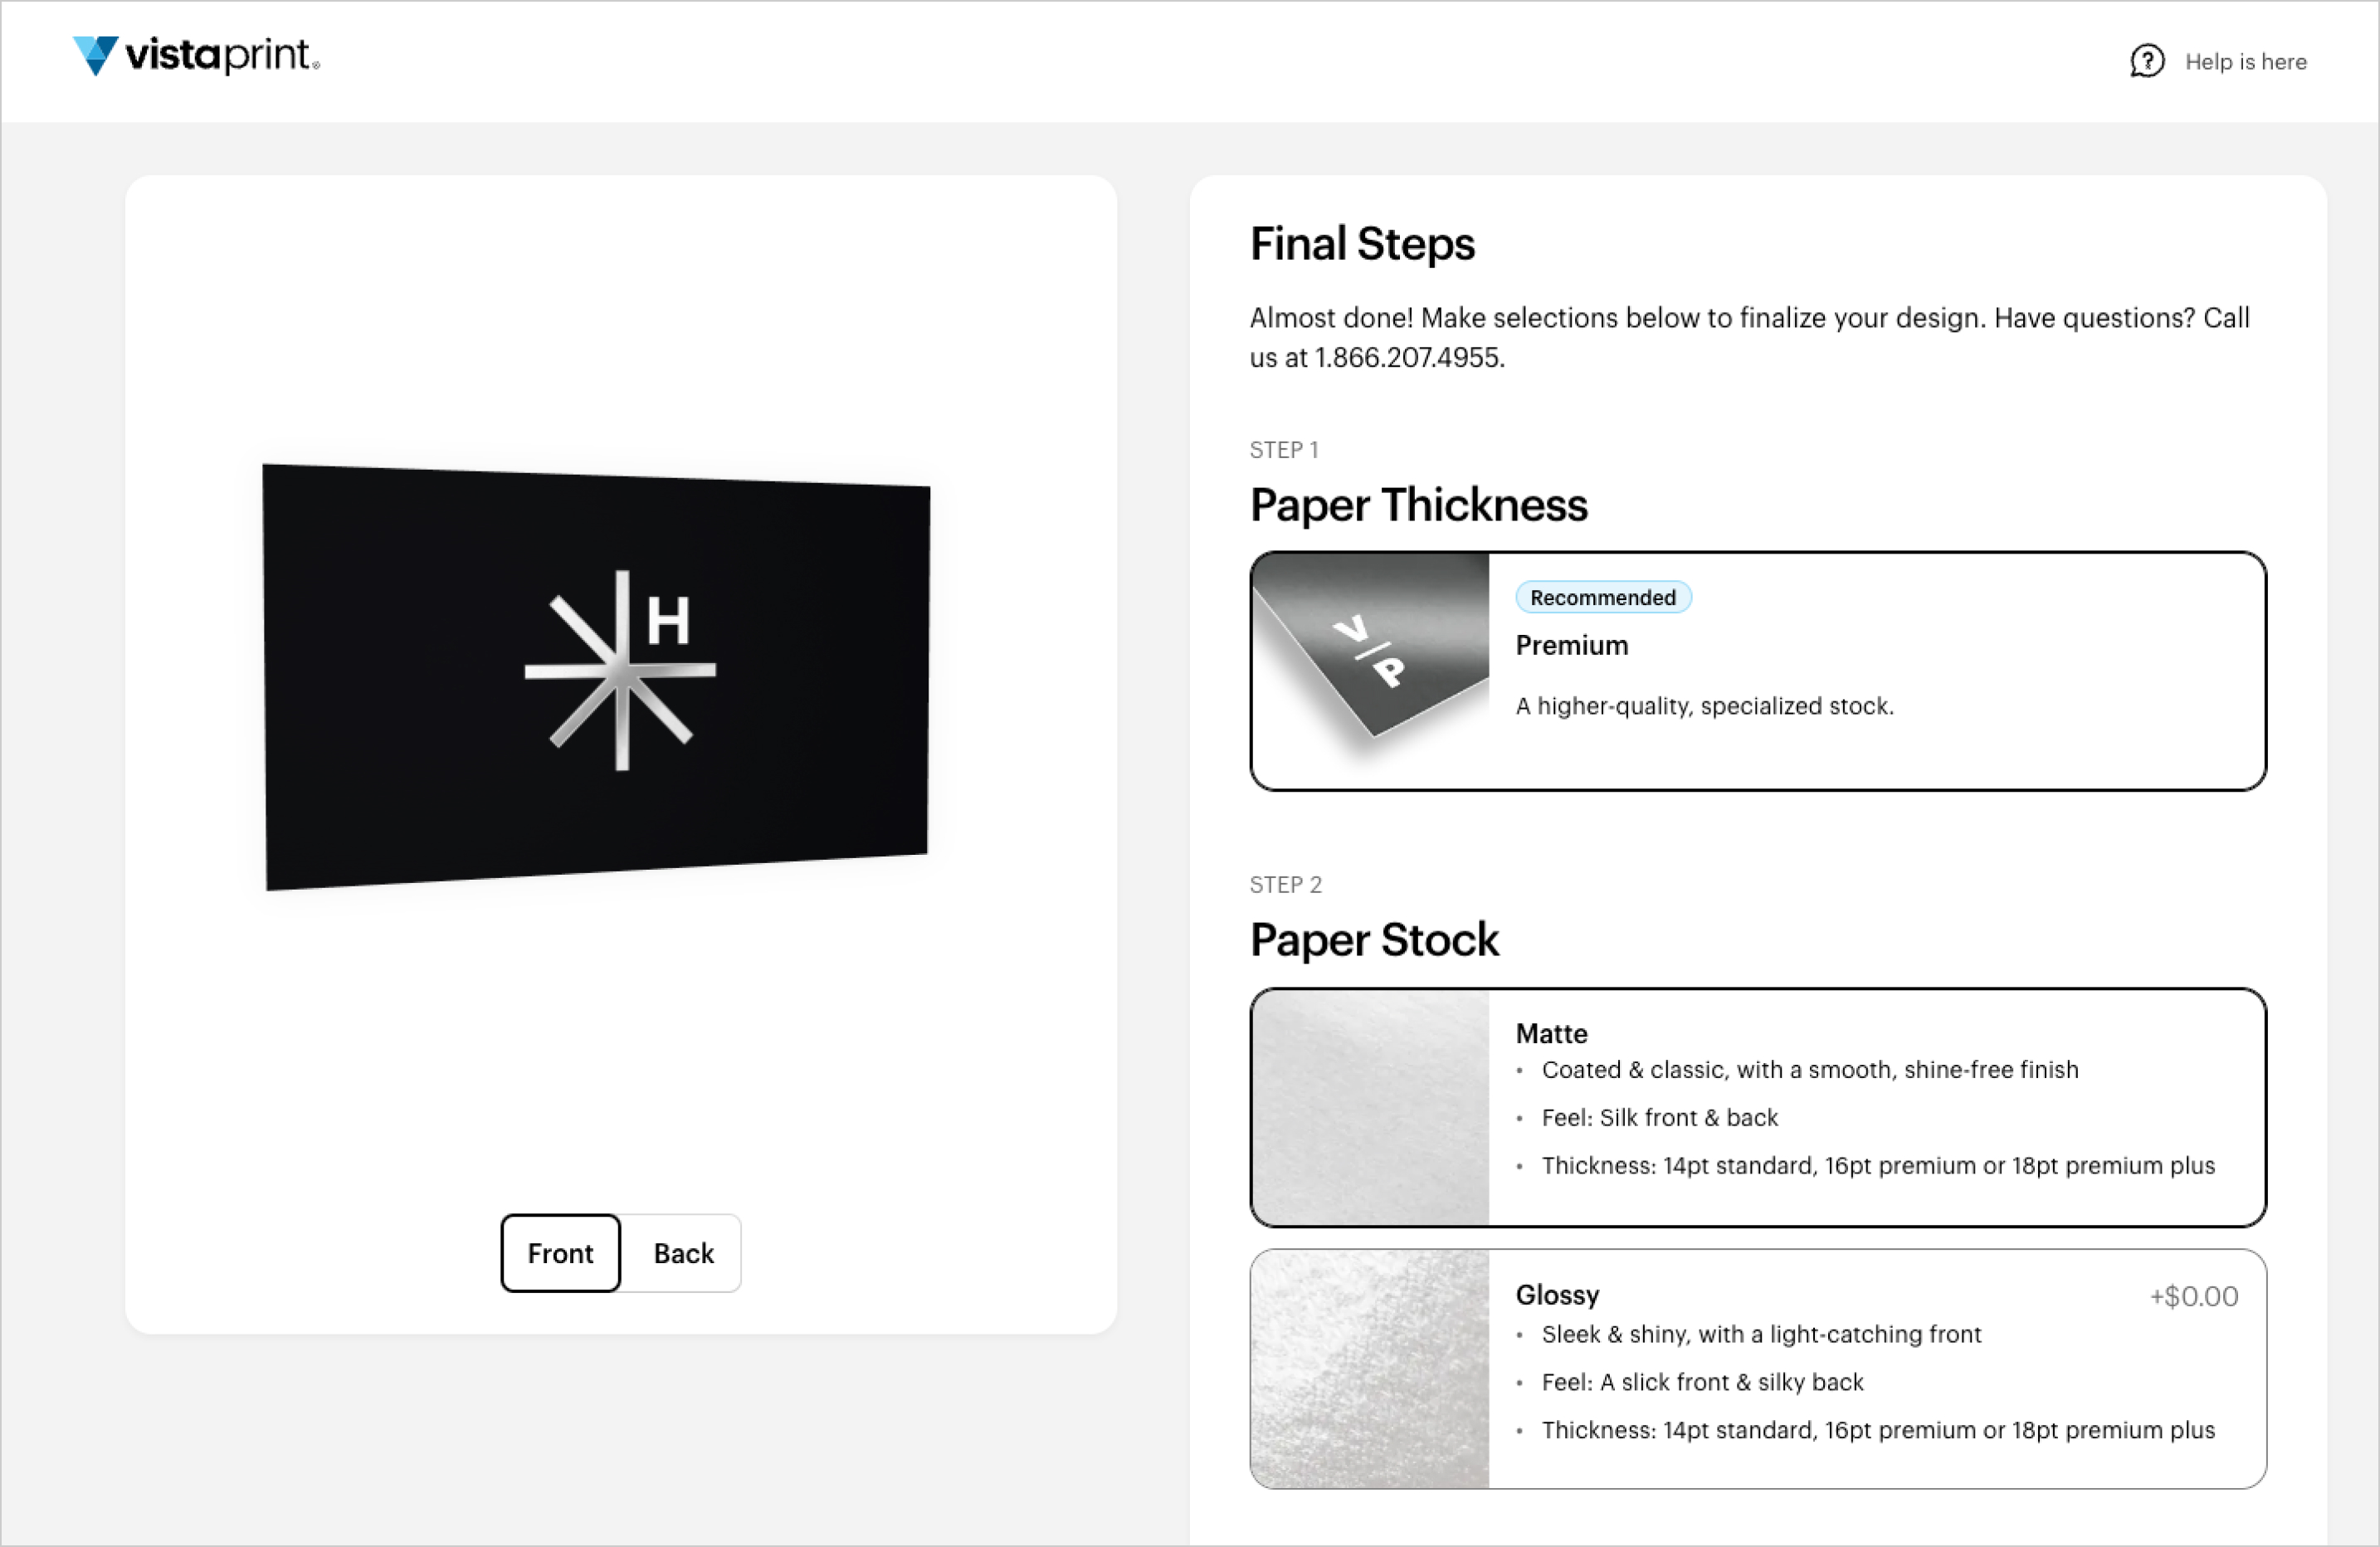 vistaprint®
Help is here
H
Front
Back
Final Steps
Almost done! Make selections below to finalize your design. Have questions? Call
us at 1.866.207.4955.
STEP 1
Paper Thickness
V/P
Recommended
Premium
A higher-quality, specialized stock.
STEP 2
Paper Stock
Matte
• Coated & classic, with a smooth, shine-free finish
• Feel: Silk front & back
• Thickness: 14pt standard, 16pt premium or 18pt premium plus
Glossy
+$0.00
• Sleek & shiny, with a light-catching front
• Feel: A slick front & silky back
• Thickness: 14pt standard, 16pt premium or 18pt premium plus